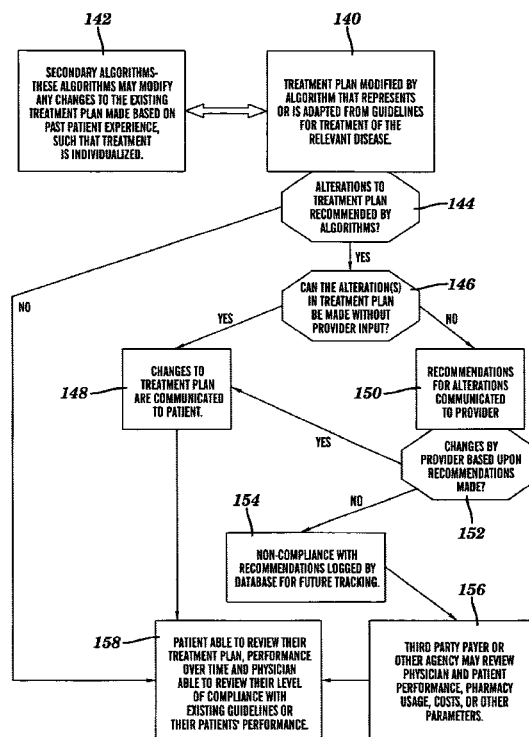 142
SECONDARY ALGORITHMS-
THESE ALGORITHMS MAY MODIFY
ANY CHANGES TO THE EXISTING
TREATMENT PLAN MADE BASED ON
PAST PATIENT EXPERIENCE,
SUCH THAT TREATMENT
IS INDIVIDUALIZED.
140
TREATMENT PLAN MODIFIED BY
ALGORITHM THAT REPRESENTS
OR IS ADAPTED FROM GUIDELINES
FOR TREATMENT OF THE
RELEVANT DISEASE.
ALTERATIONS TO
TREATMENT PLAN
RECOMMENDED BY
ALGORITHMS?
144
YES
NO
CAN THE ALTERATION(S)
IN TREATMENT PLAN
BE MADE WITHOUT
PROVIDER INPUT?
146
YES
NO
CHANGES TO
TREATMENT PLAN
ARE COMMUNICATED
TO PATIENT.
148
RECOMMENDATIONS
FOR ALTERATIONS
COMMUNICATED
TO PROVIDER
150
YES
CHANGES BY
PROVIDER BASED UPON
RECOMMENDATIONS
MADE?
152
NO
154
NON-COMPLIANCE WITH
RECOMMENDATIONS LOGGED BY
DATABASE FOR FUTURE TRACKING.
156
THIRD PARTY PAYER OR
OTHER AGENCY MAY REVIEW
PHYSICIAN AND PATIENT
PERFORMANCE, PHARMACY
USAGE, COSTS, OR OTHER
PARAMETERS.
158
PATIENT ABLE TO REVIEW THEIR
TREATMENT PLAN, PERFORMANCE
OVER TIME AND PHYSICIAN
ABLE TO REVIEW THEIR LEVEL
OF COMPLIANCE WITH
EXISTING GUIDELINES OR
THEIR PATIENTS' PERFORMANCE.